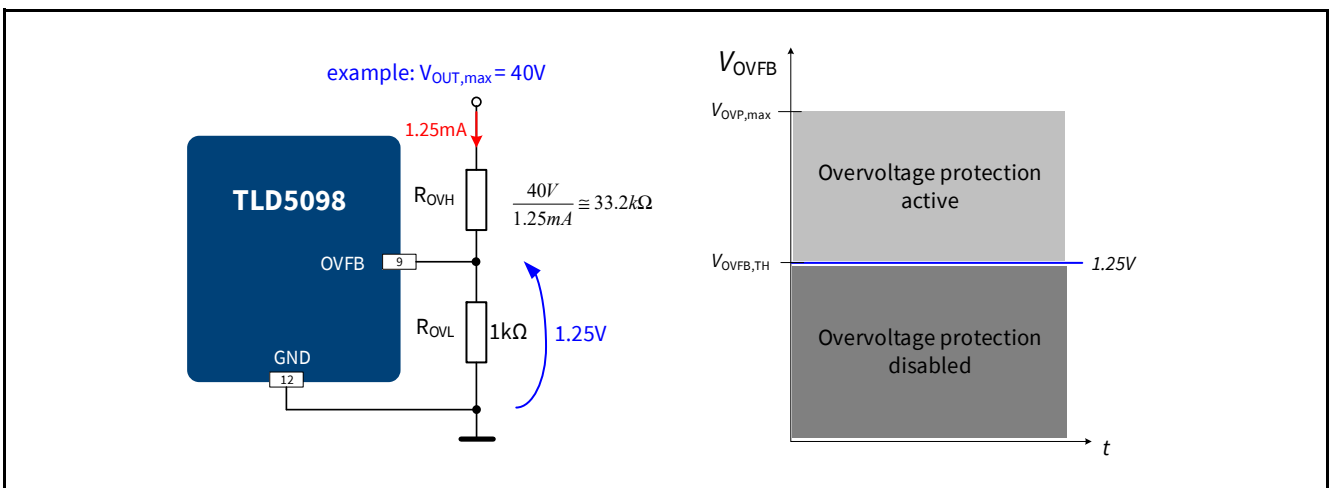 example: VOUT,max = 40V
1.25mA
TLD5098
ROVH
40V
1.25mA
≅ 33.2kΩ
OVFB
9
ROVL
1kΩ
1.25V
GND
12
VOVFB
VOVP,max
Overvoltage protection
active
VOVFB,TH
1.25V
Overvoltage protection
disabled
t